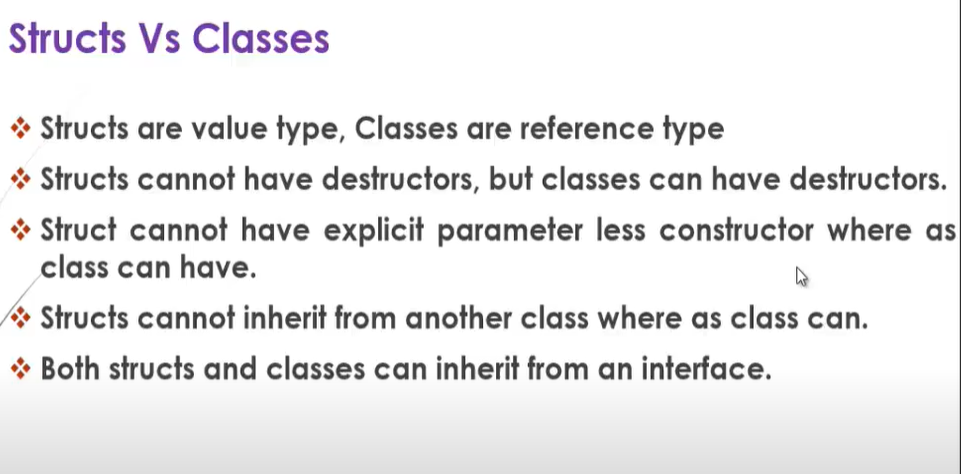 Structs Vs Classes
Structs are value type, Classes are reference type
Structs cannot have destructors, but classes can have destructors.
Struct cannot have explicit parameter less constructor where as
class can have.
Structs cannot inherit from another class where as class can.
Both structs and classes can inherit from an interface.